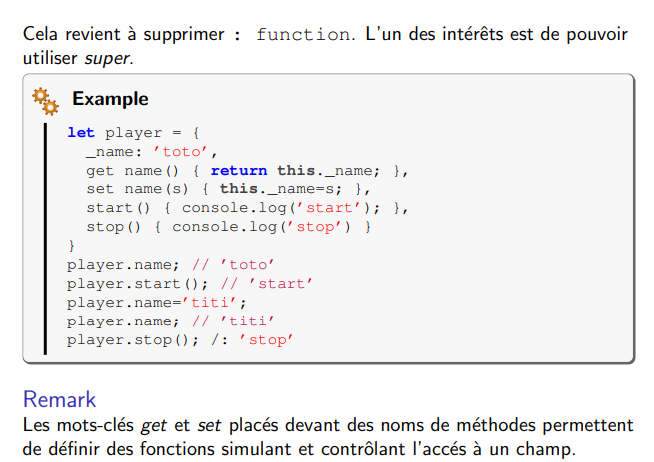 Cela revient à supprimer : function. L'un des intérêts est de pouvoir
utiliser super.
Example
let player = {
  _name: 'toto',
  get name() { return this._name; },
  set name(s) { this._name=s; },
  start() { console.log('start'); },
  stop() { console.log('stop') }
}
player.name; // 'toto'
player.start(); // 'start'
player.name='titi';
player.name; // 'titi'
player.stop(); /: 'stop'
Remark
Les mots-clés get et set placés devant des noms de méthodes permettent
de définir des fonctions simulant et contrôlant l'accés à un champ.